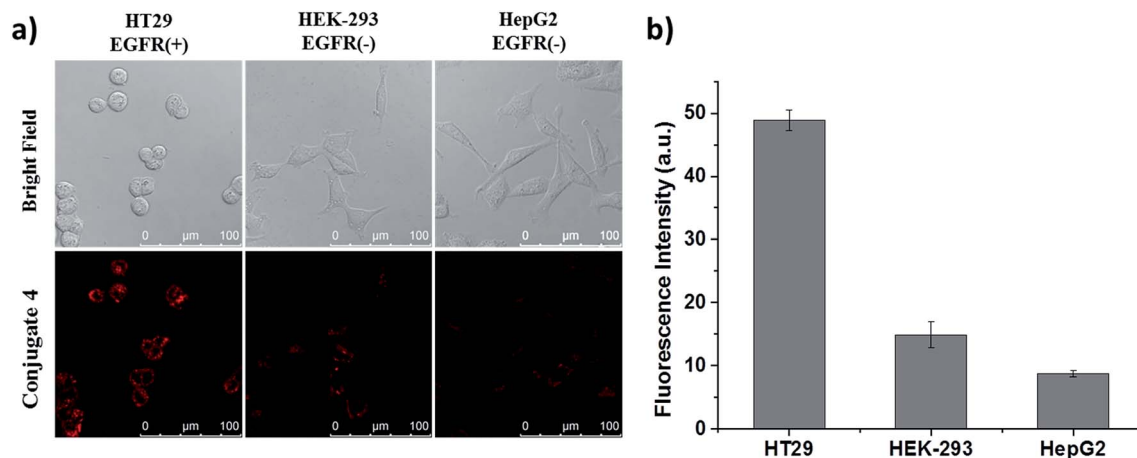 a)
HT29
EGFR(+)
HEK-293
EGFR(-)
HepG2
EGFR(-)
Bright Field
0 µm 100
0 µm 100
0 µm 100
Conjugate 4
0 µm 100
0 µm 100
0 µm 100
b)
Fluorescence Intensity (a.u.)
50
40
30
20
10
0
HT29
HEK-293
HepG2